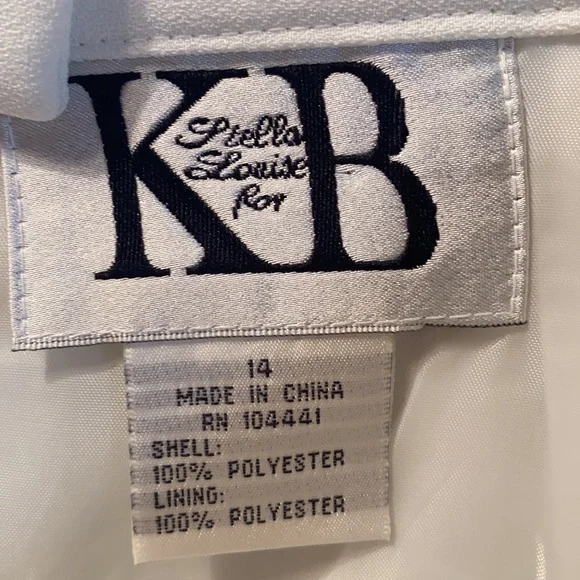 KB
Stella
Louise
for
14
MADE IN CHINA
RN 104441
SHELL:
100% POLYESTER
LINING:
100% POLYESTER